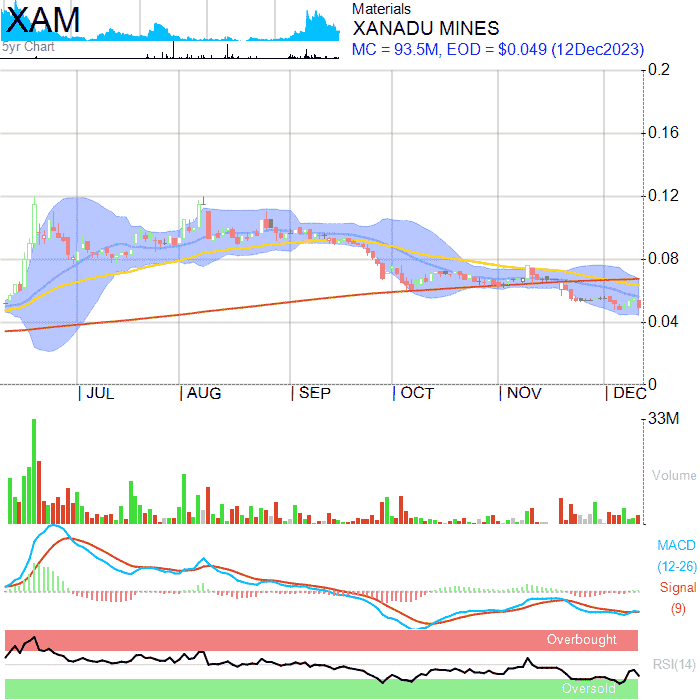 XAM
5yr Chart
Materials
XANADU MINES
MC = 93.5M, EOD = $0.049 (12Dec2023)
0.2
0.16
0.12
0.08
0.04
0
JUL AUG SEP OCT NOV DEC
33M
Volume
MACD
(12-26)
Signal
(9)
Overbought
RSI(14)
Oversold